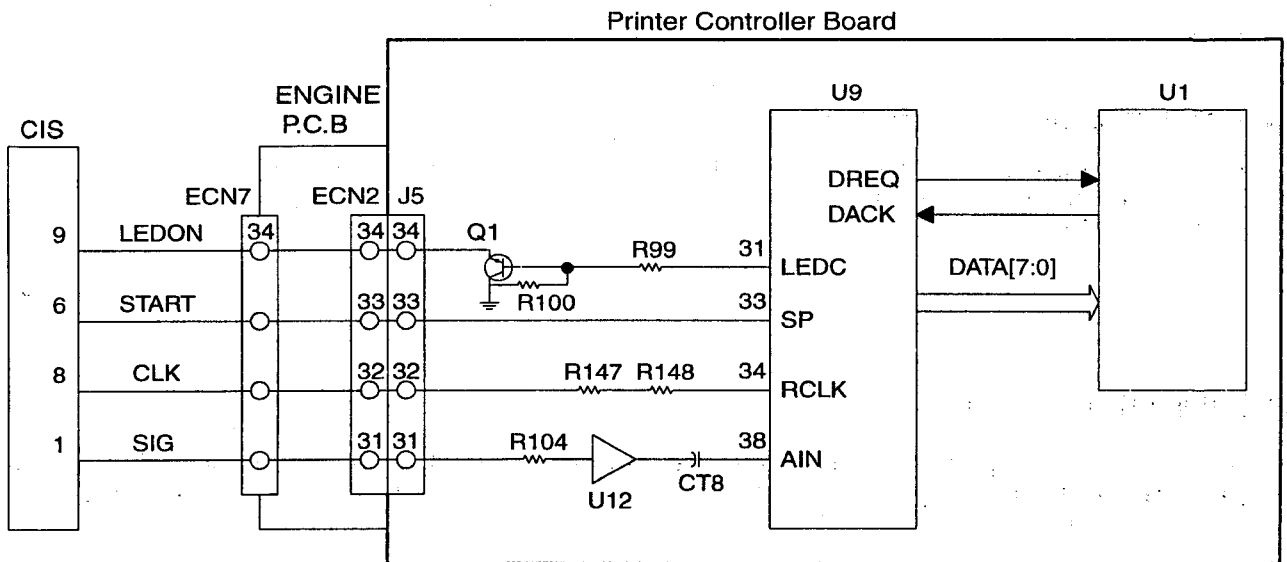 Printer Controller Board
ENGINE
P.C.B
U9
U1
CIS
ECN7
ECN2
J5
DREQ
DACK
9
LEDON
34
34
34
Q1
R99
31
LEDC
DATA[7:0]
R100
6
START
33
33
33
SP
8
CLK
32
32
R147
R148
34
RCLK
1
SIG
31
31
R104
38
AIN
U12
CT8